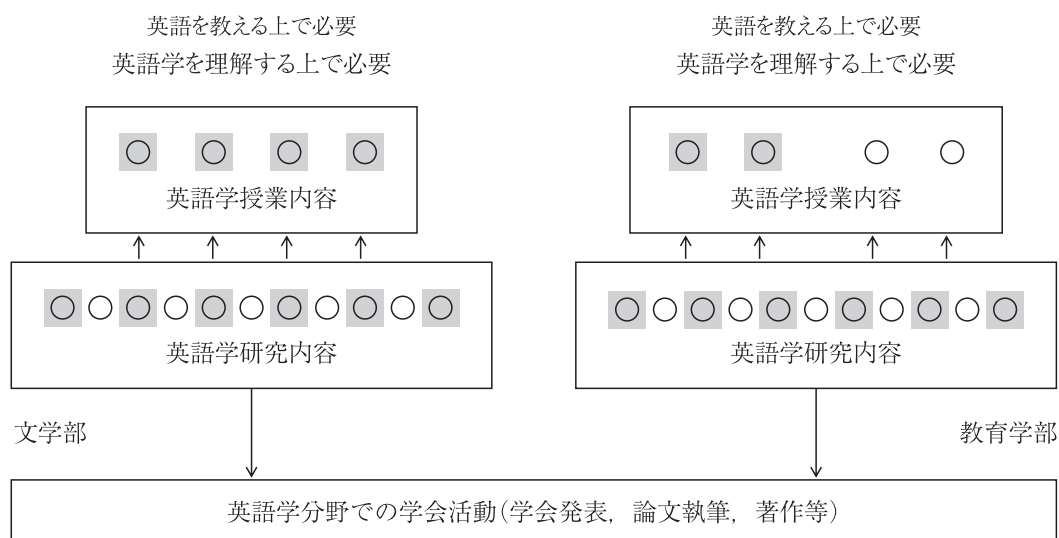 英語を教える上で必要
英語学を理解する上で必要
英語学授業内容
英語学研究内容
文学部
英語を教える上で必要
英語学を理解する上で必要
英語学授業内容
英語学研究内容
教育学部
英語学分野での学会活動(学会発表，論文執筆，著作等)